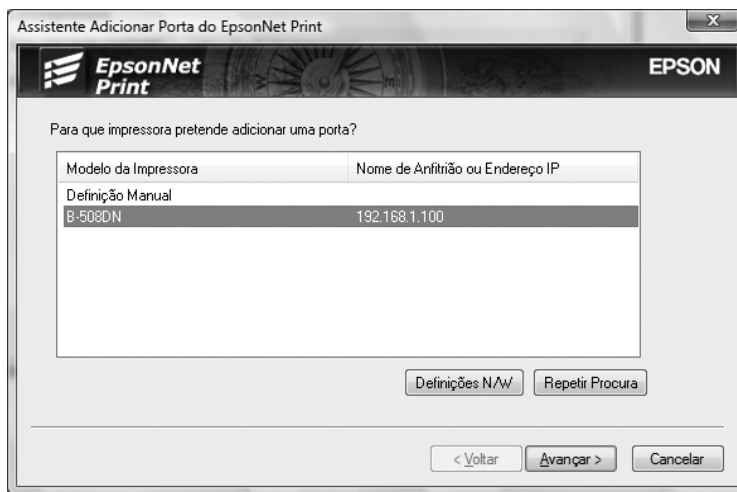 Assistente Adicionar Porta do EpsonNet Print
X
EpsonNet
Print
EPSON
Para que impressora pretende adicionar uma porta?
Modelo da Impressora Nome de Anfitrião ou Endereço IP
Definição Manual
B-508DN 192.168.1.100
Definições N/W Repetir Procura
< Voltar Avançar > Cancelar